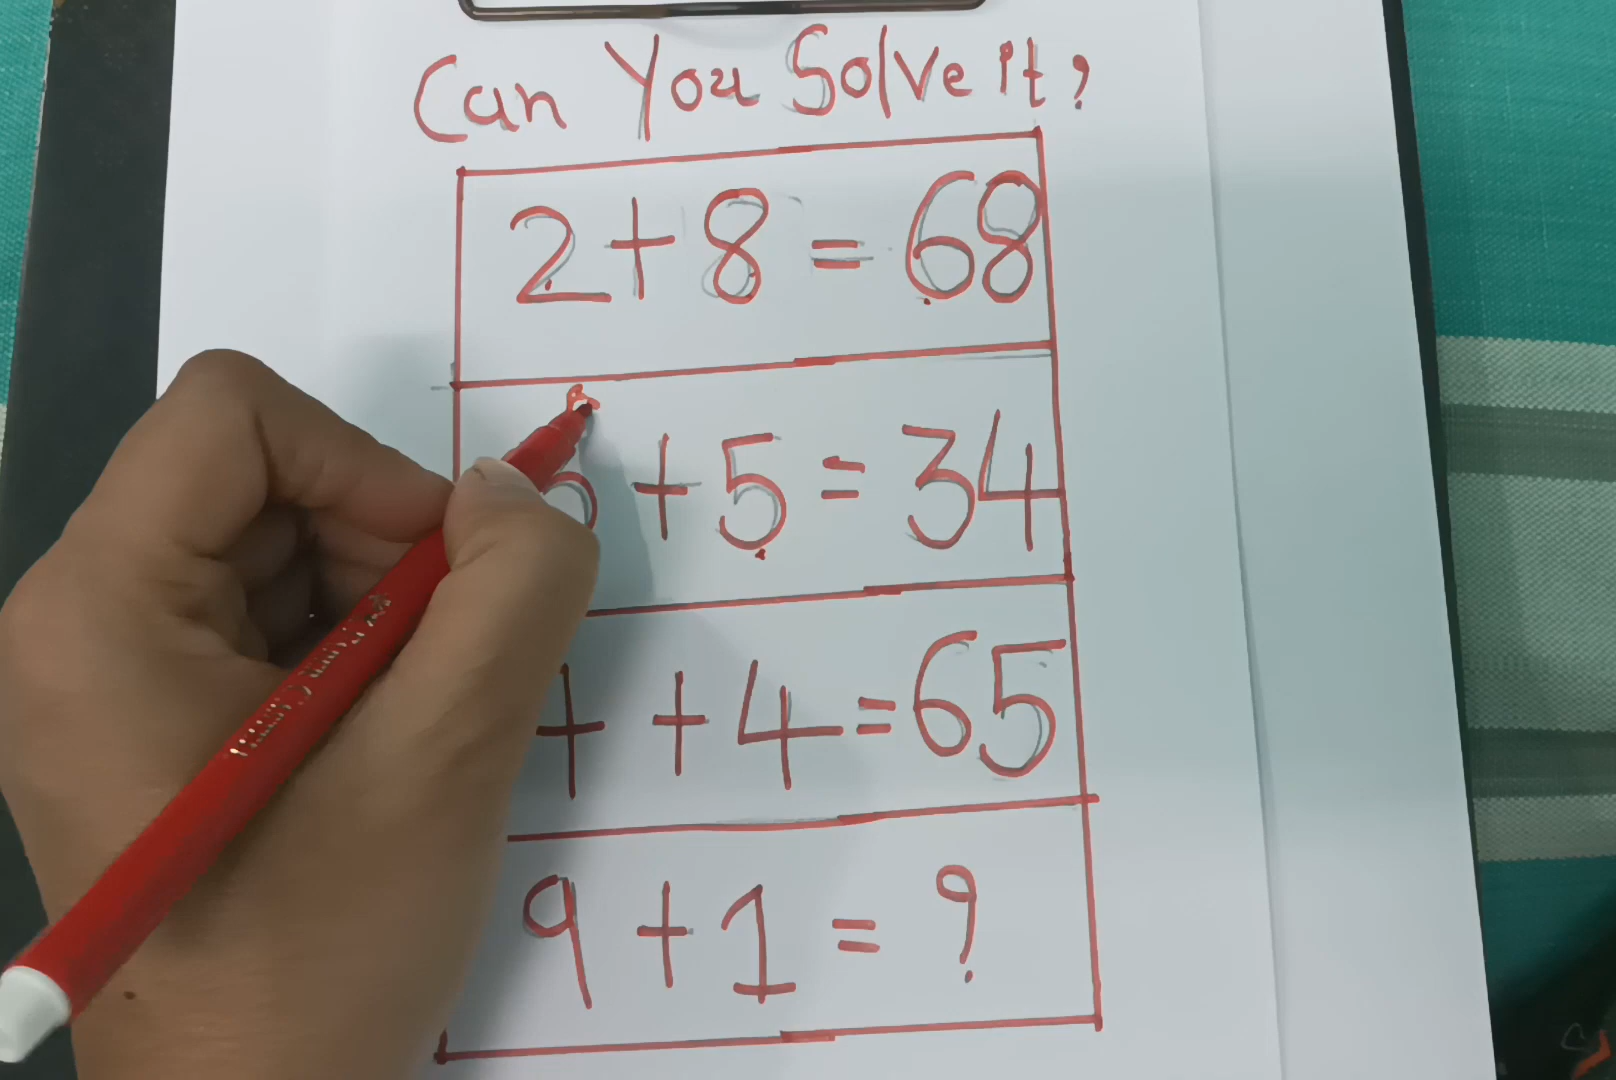 Can You Solve it?
2 + 8 = 68
+ 5 = 34
+ 4 = 65
9 + 1 = ?